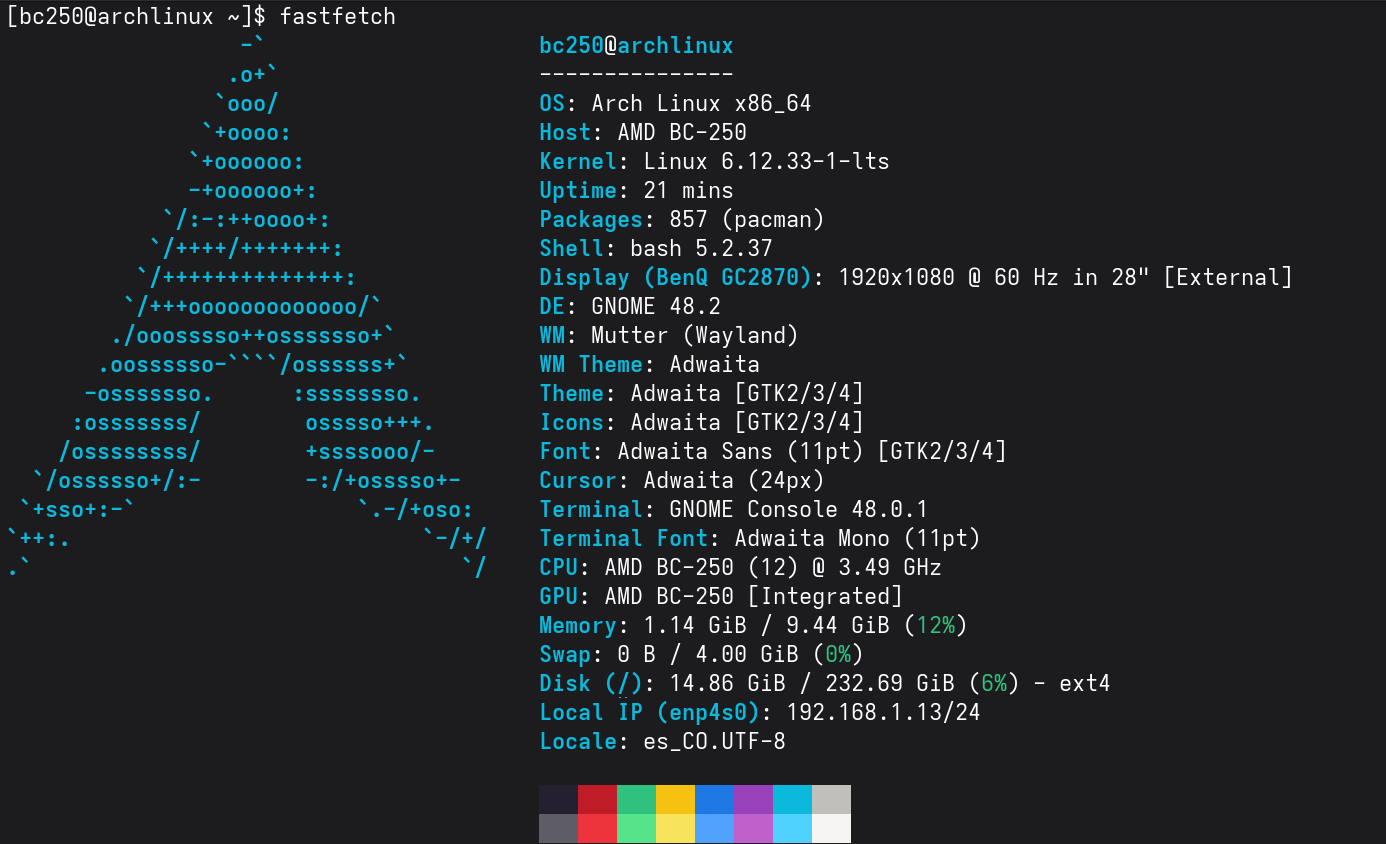 [bc250@archlinux ~]$ fastfetch
                  -`                     bc250@archlinux
                 .o+`                    ---------------
                `ooo/                    OS: Arch Linux x86_64
               `+oooo:                   Host: AMD BC-250
              `+oooooo:                  Kernel: Linux 6.12.33-1-lts
              -+oooooo+:                 Uptime: 21 mins
            `/:-:++oooo+:                Packages: 857 (pacman)
           `/++++/+++++++:               Shell: bash 5.2.37
          `/++++++++++++++:              Display (BenQ GC2870): 1920x1080 @ 60 Hz in 28" [External]
         `/+++ooooooooooooo/`            DE: GNOME 48.2
        ./ooosssso++osssssso+`           WM: Mutter (Wayland)
       .oossssso-````/ossssss+`          WM Theme: Adwaita
      -osssssso.      :ssssssso.         Theme: Adwaita [GTK2/3/4]
     :osssssss/        osssso+++.        Icons: Adwaita [GTK2/3/4]
    /ossssssss/        +ssssooo/-        Font: Adwaita Sans (11pt) [GTK2/3/4]
  `/ossssso+/:-        -:/+osssso+-      Cursor: Adwaita (24px)
 `+sso+:-`                 `.-/+oso:     Terminal: GNOME Console 48.0.1
`++:.                           `-/+/    Terminal Font: Adwaita Mono (11pt)
.`                                 `/    CPU: AMD BC-250 (12) @ 3.49 GHz
                                         GPU: AMD BC-250 [Integrated]
                                         Memory: 1.14 GiB / 9.44 GiB (12%)
                                         Swap: 0 B / 4.00 GiB (0%)
                                         Disk (/): 14.86 GiB / 232.69 GiB (6%) - ext4
                                         Local IP (enp4s0): 192.168.1.13/24
                                         Locale: es_CO.UTF-8